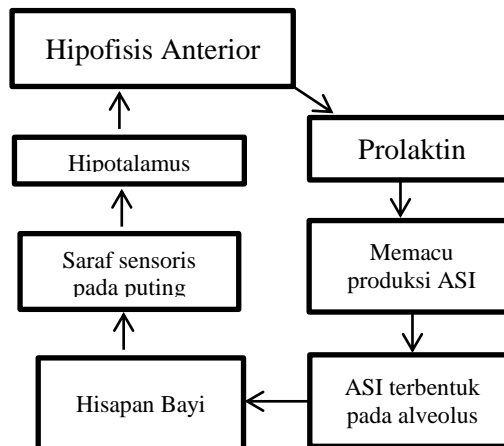 Hipofisis Anterior
Hipotalamus
Prolaktin
Saraf sensoris
pada puting
Memacu
produksi ASI
Hisapan Bayi
ASI terbentuk
pada alveolus